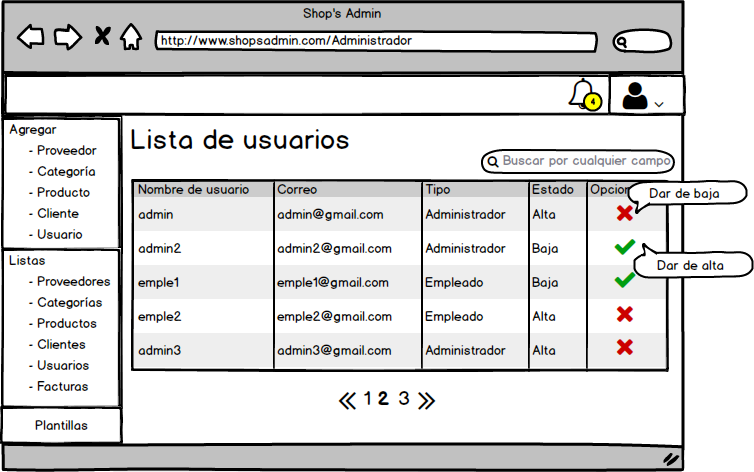 Shop's Admin
http://www.shopsadmin.com/Administrador
4
Agregar
- Proveedor
- Categoría
- Producto
- Cliente
- Usuario
Listas
- Proveedores
- Categorías
- Productos
- Clientes
- Usuarios
- Facturas
Plantillas
Lista de usuarios
Buscar por cualquier campo
Nombre de usuario Correo Tipo Estado Opcion
admin admin@gmail.com Administrador Alta
admin2 admin2@gmail.com Administrador Baja
emple1 emple1@gmail.com Empleado Baja
emple2 emple2@gmail.com Empleado Alta
admin3 admin3@gmail.com Administrador Alta
Dar de baja
Dar de alta
1 2 3